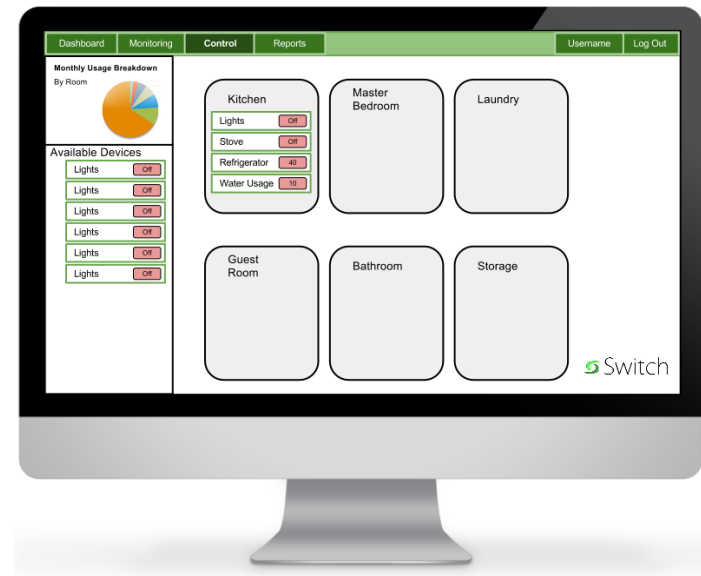 Dashboard Monitoring Control Reports Username Log Out
Monthly Usage Breakdown
By Room
Available Devices
Lights Off
Lights Off
Lights Off
Lights Off
Lights Off
Lights Off
Kitchen
Lights Off
Stove Off
Refrigerator 40
Water Usage 10
Master
Bedroom
Laundry
Guest
Room
Bathroom
Storage
Switch